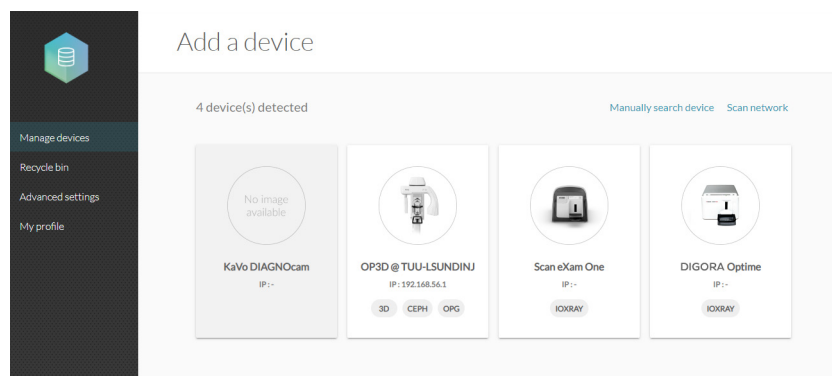 Add a device
4 device(s) detected
Manually search device Scan network
Manage devices
Recycle bin
Advanced settings
My profile
No image
available
KaVo DIAGNOcam
IP : -
OP3D @ TUU-LSUNDINJ
IP : 192.168.56.1
3D CEPH OPG
Scan eXam One
IP : -
IOXRAY
DIGORA Optime
IP : -
IOXRAY